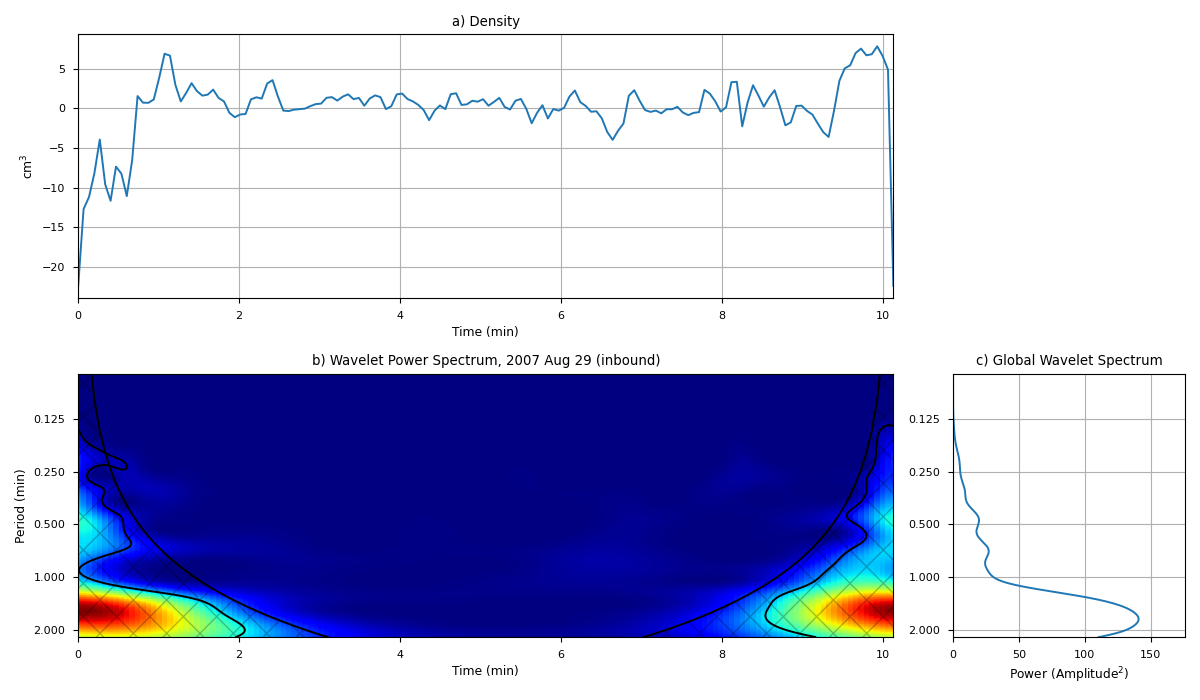 a) Density
5
0
−5
−10
−15
−20
cm³
0 2 4 6 8 10
Time (min)
b) Wavelet Power Spectrum, 2007 Aug 29 (inbound)
0.125
0.250
0.500
1.000
2.000
Period (min)
0 2 4 6 8 10
Time (min)
c) Global Wavelet Spectrum
0.125
0.250
0.500
1.000
2.000
0 50 100 150
Power (Amplitude²)